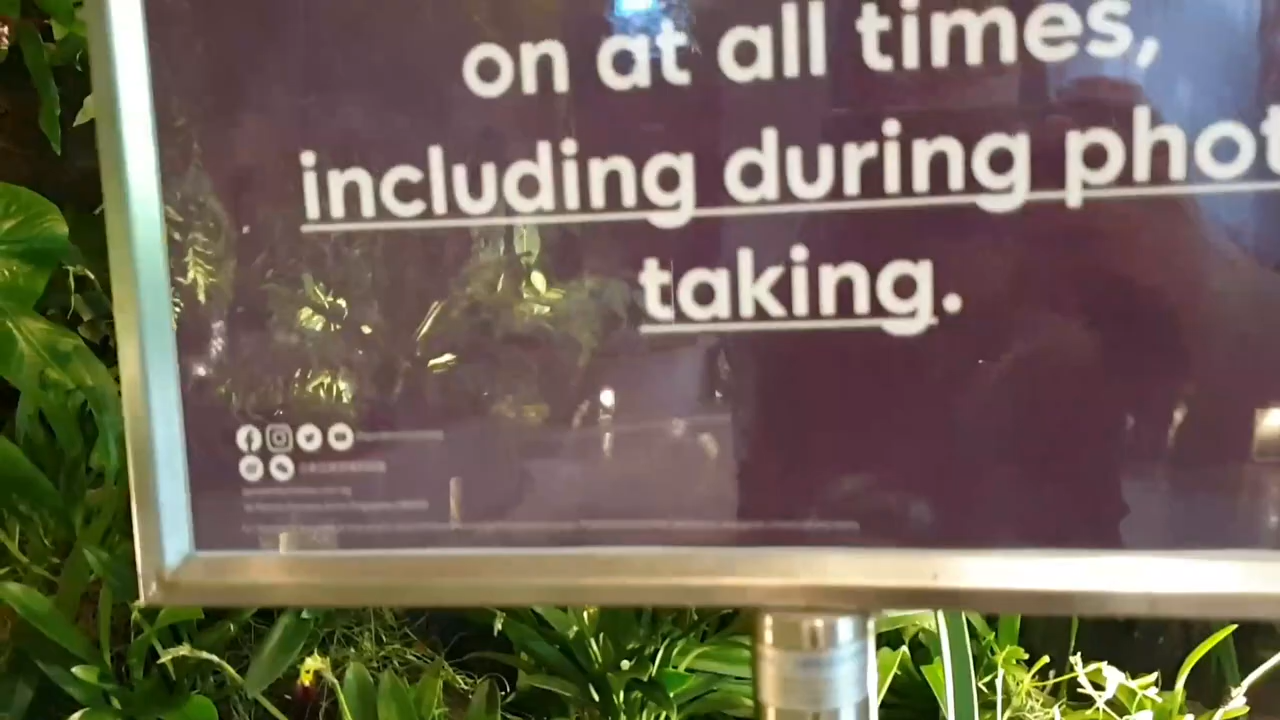 on at all times,
including during phot
taking.